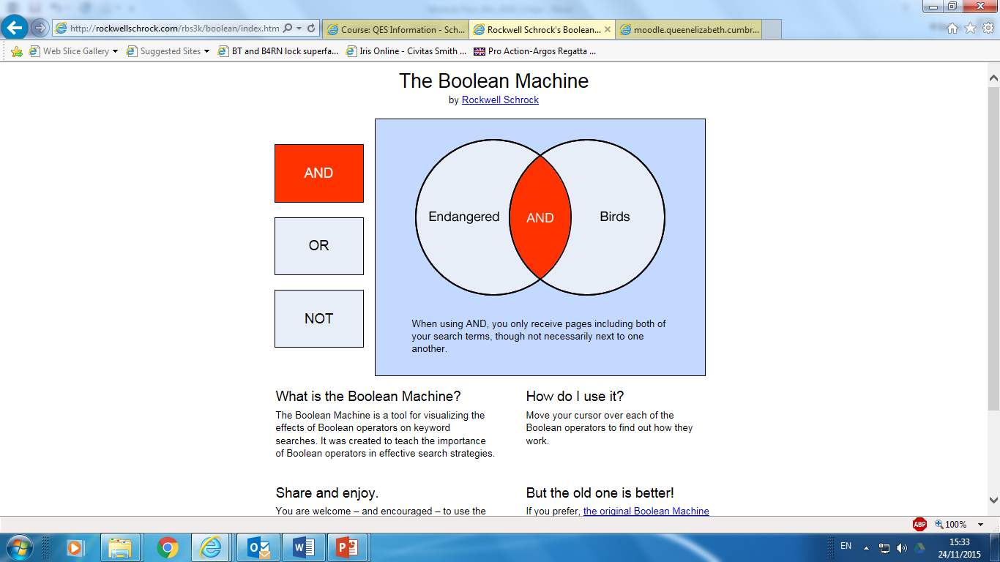 http://rockwellschrock.com/rbs3k/boolean/index.htm
Course: QES Information - Sch...
Rockwell Schrock's Boolean...
moodle.queenelizabeth.cumbr...
Web Slice Gallery
Suggested Sites
BT and B4RN lock superfa...
Iris Online - Civitas Smith ...
Pro Action-Argos Regatta ...
The Boolean Machine
by Rockwell Schrock
AND
OR
NOT
Endangered
AND
Birds
When using AND, you only receive pages including both of
your search terms, though not necessarily next to one
another.
What is the Boolean Machine?
The Boolean Machine is a tool for visualizing the
effects of Boolean operators on keyword
searches. It was created to teach the importance
of Boolean operators in effective search strategies.
How do I use it?
Move your cursor over each of the
Boolean operators to find out how they
work.
Share and enjoy.
You are welcome – and encouraged – to use the
But the old one is better!
If you prefer, the original Boolean Machine
ABP
100%
EN
15:33
24/11/2015